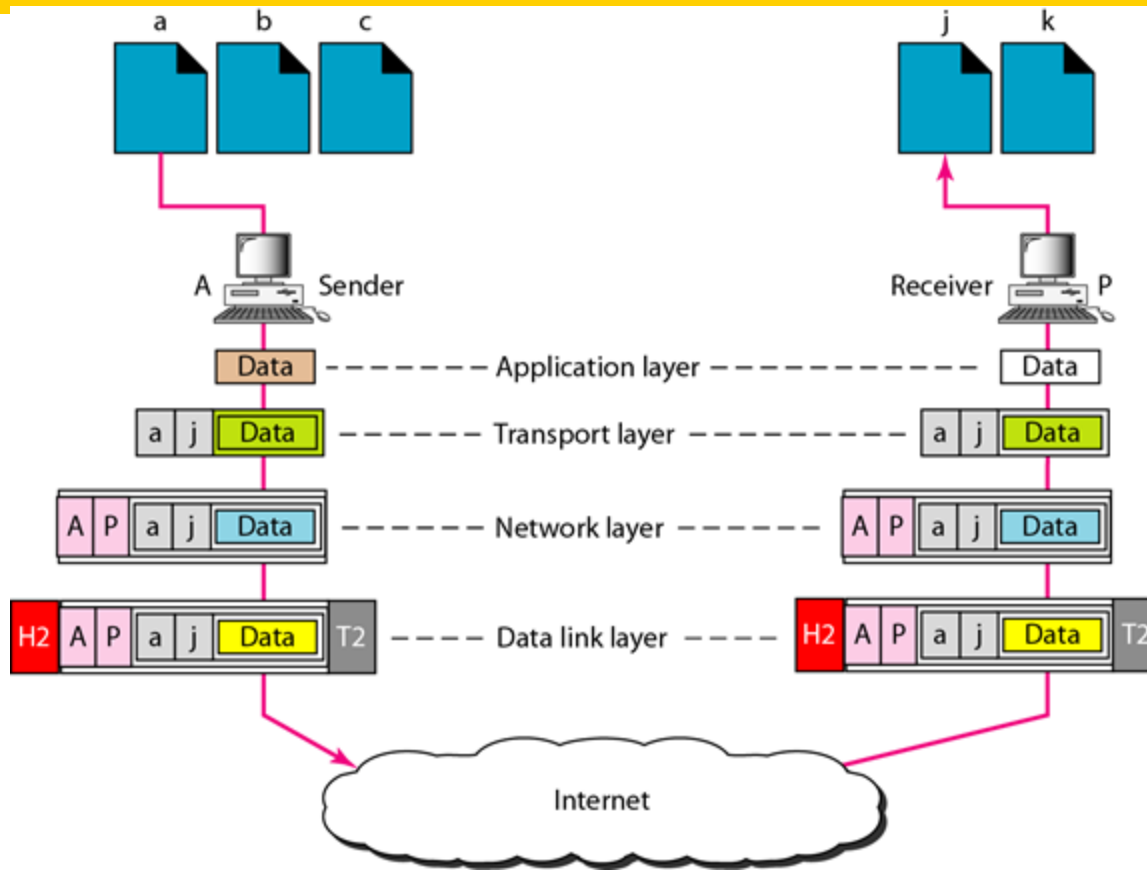 a b c j k
A Sender Receiver P
Data Application layer Data
a j Data Transport layer a j Data
A P a j Data Network layer A P a j Data
H2 A P a j Data T2 Data link layer H2 A P a j Data T2
Internet